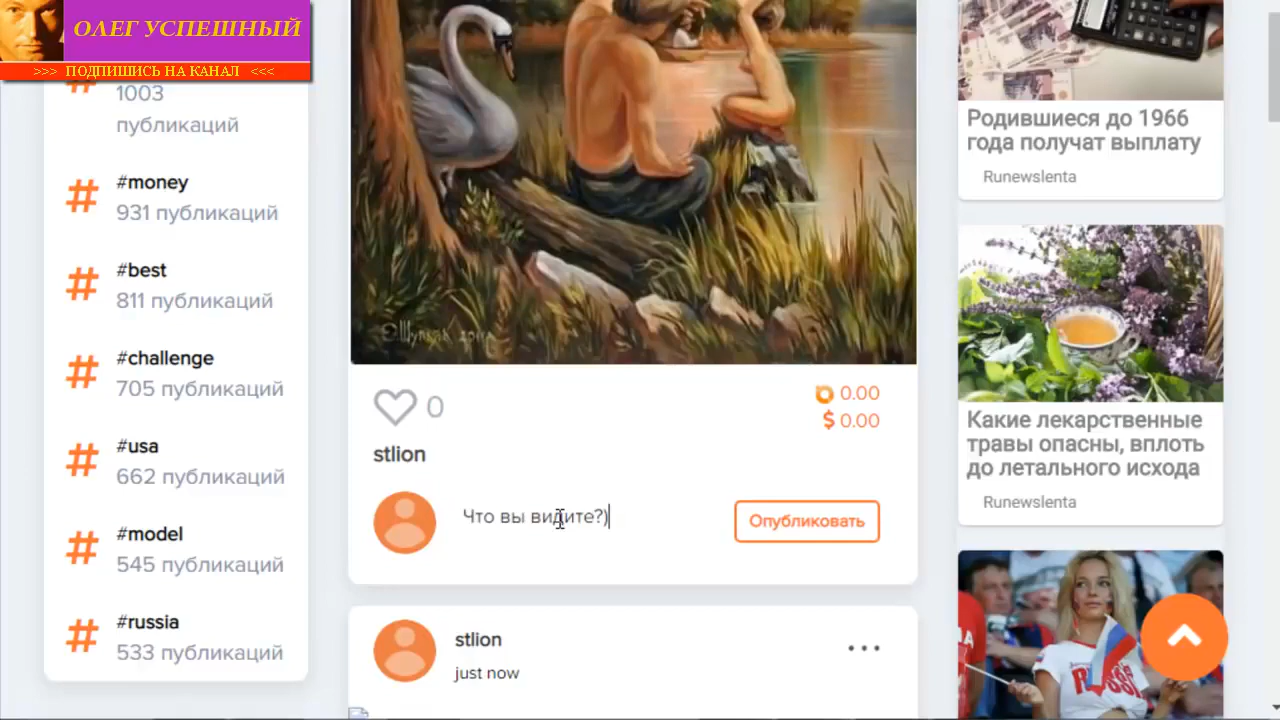 ОЛЕГ УСПЕШНЫЙ
>>> ПОДПИШИСЬ НА КАНАЛ <<<
1003
публикаций
#money
931 публикаций
#best
811 публикаций
#challenge
705 публикаций
#usa
662 публикаций
#model
545 публикаций
#russia
533 публикаций
0
0.00
$ 0.00
stlion
Что вы видите?)
Опубликовать
stlion
just now
Родившиеся до 1966
года получат выплату
Runewslenta
Какие лекарственные
травы опасны, вплоть
до летального исхода
Runewslenta